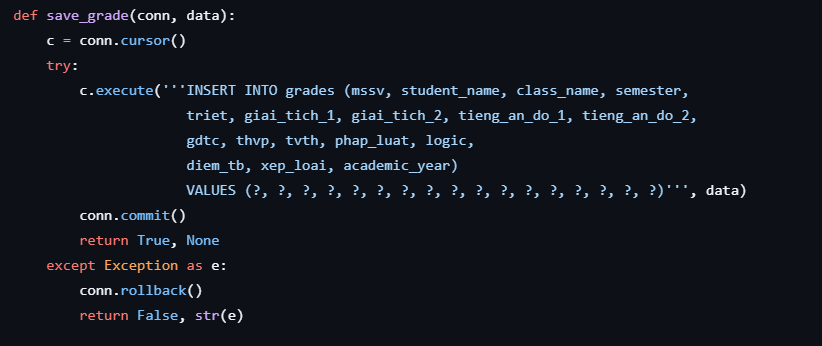 def save_grade(conn, data):
    c = conn.cursor()
    try:
        c.execute('''INSERT INTO grades (mssv, student_name, class_name, semester,
                     triet, giai_tich_1, giai_tich_2, tieng_an_do_1, tieng_an_do_2,
                     gdtc, thvp, tvth, phap_luat, logic,
                     diem_tb, xep_loai, academic_year)
                     VALUES (?, ?, ?, ?, ?, ?, ?, ?, ?, ?, ?, ?, ?, ?, ?, ?, ?)''', data)
        conn.commit()
        return True, None
    except Exception as e:
        conn.rollback()
        return False, str(e)